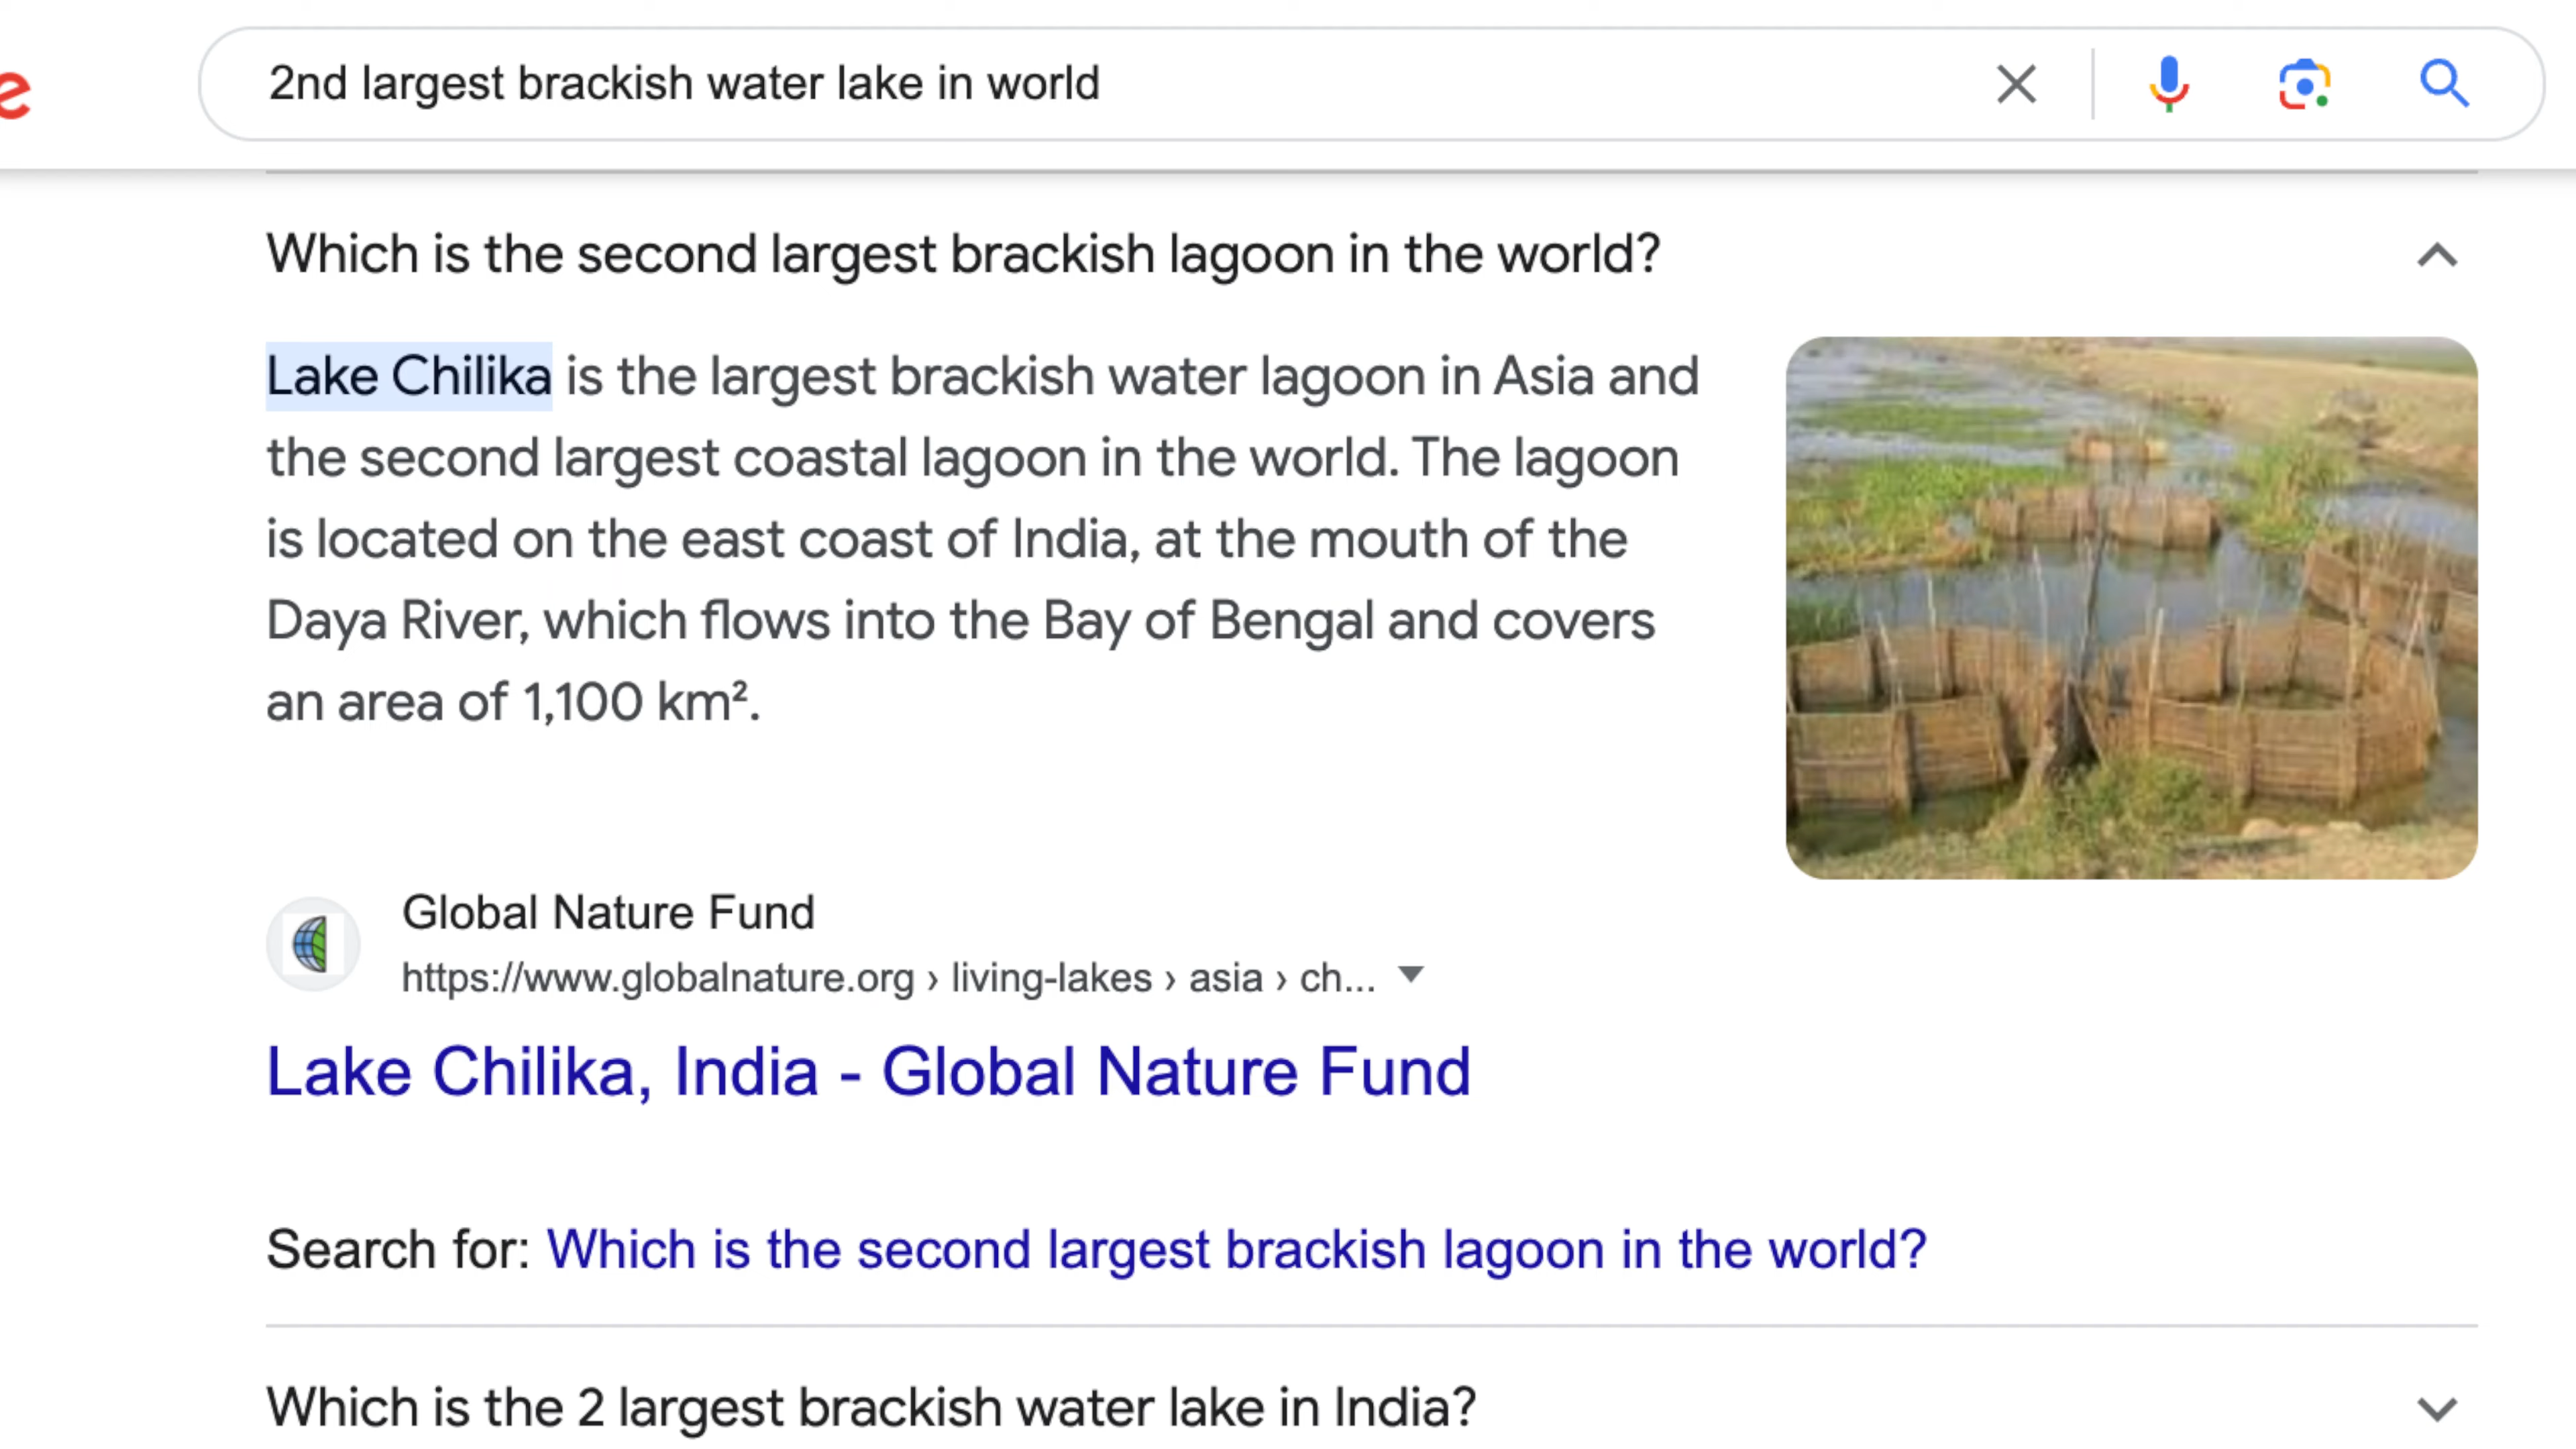 e
2nd largest brackish water lake in world
Which is the second largest brackish lagoon in the world?
Lake Chilika is the largest brackish water lagoon in Asia and
the second largest coastal lagoon in the world. The lagoon
is located on the east coast of India, at the mouth of the
Daya River, which flows into the Bay of Bengal and covers
an area of 1,100 km².
Global Nature Fund
https://www.globalnature.org › living-lakes › asia › ch...
Lake Chilika, India - Global Nature Fund
Search for: Which is the second largest brackish lagoon in the world?
Which is the 2 largest brackish water lake in India?